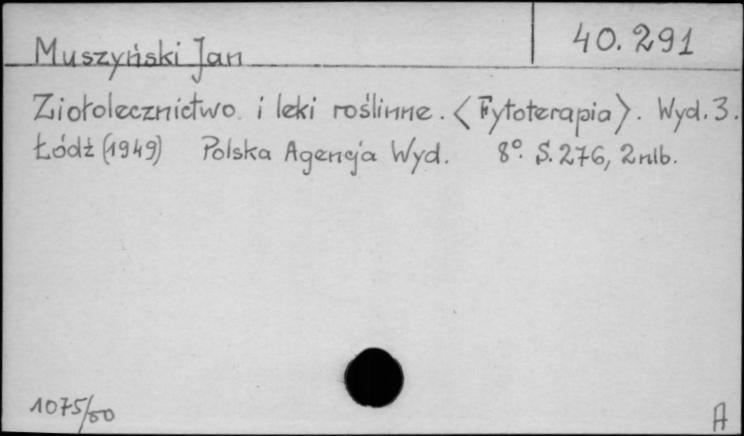 40.291
Muszyński Jan
Ziołolecznictwo i leki roślinne. <Fytoterapia>. Wyd. 3.
Łódź (1949) Polska Agencja Wyd. 8° S. 276, 2 nlb.
1075/50
A